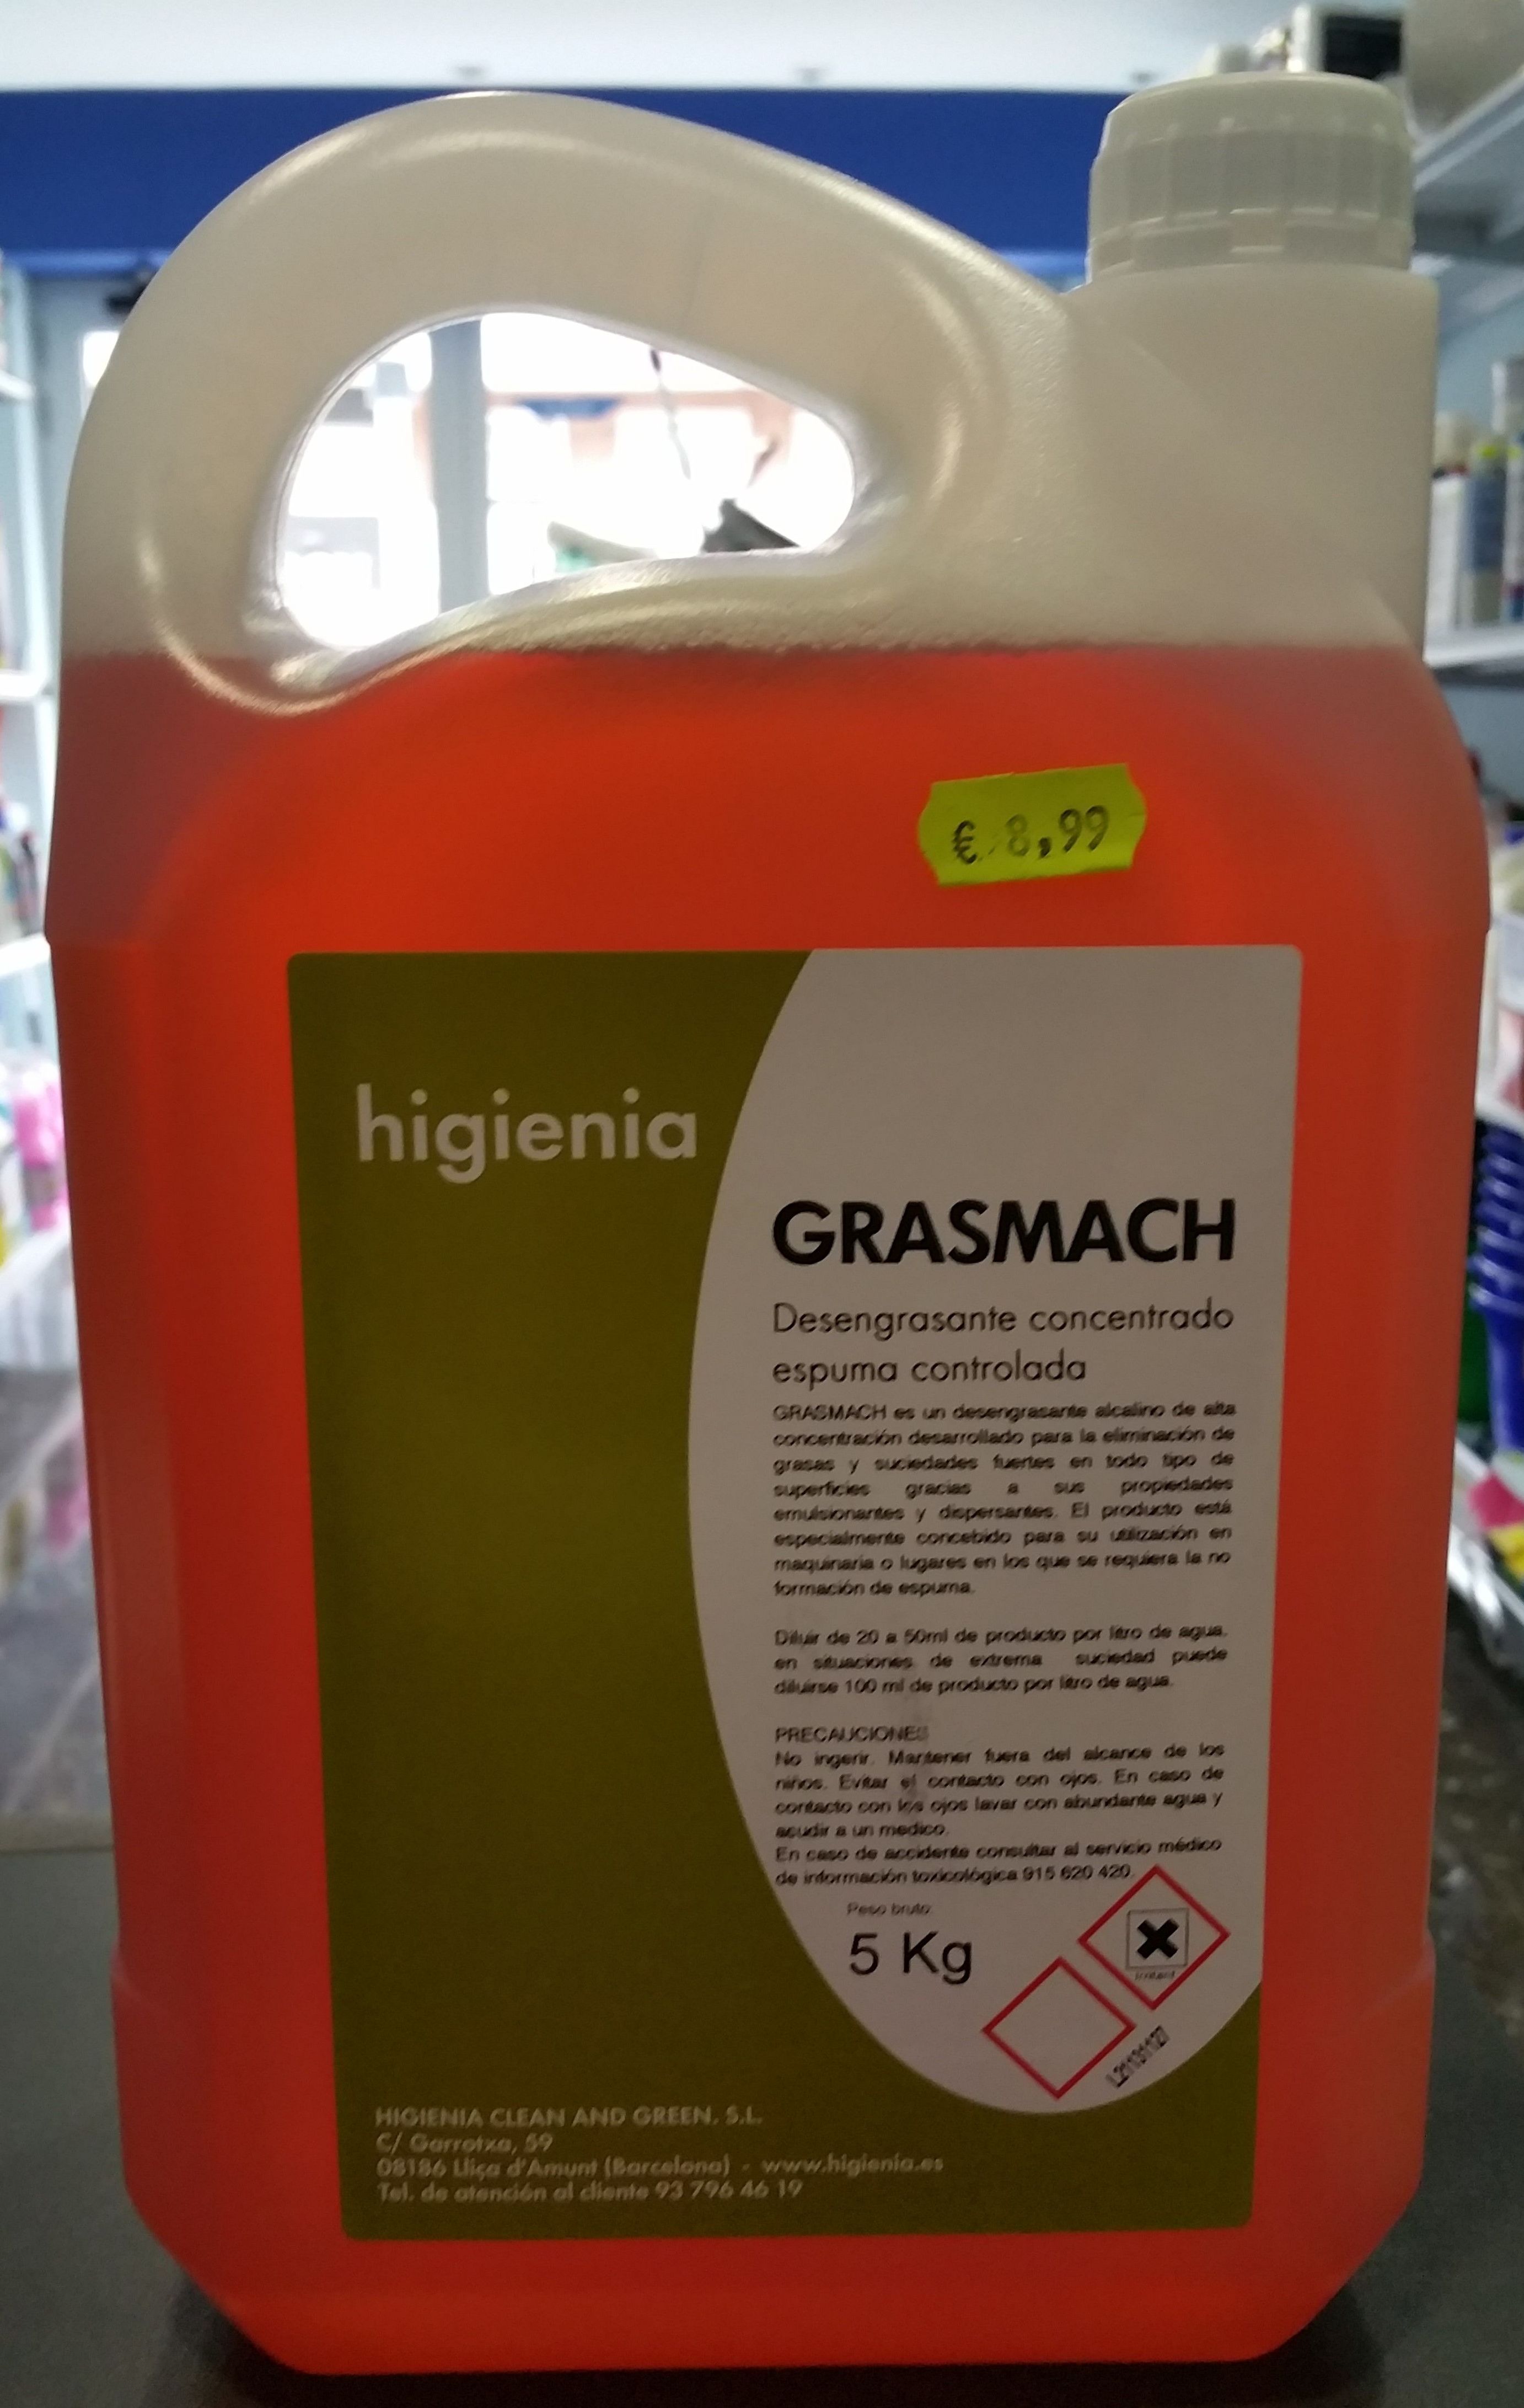 € 8,99
higienia
GRASMACH
Desengrasante concentrado
espuma controlada
GRASMACH es un desengrasante alcalino de alta
concentración desarrollado para la eliminación de
grasas y suciedades fuertes en todo tipo de
superficies gracias a sus propiedades
emulsionantes y dispersantes. El producto está
especialmente concebido para su utilización en
maquinaria o lugares en los que se requiera la no
formación de espuma.
Diluir de 20 a 50ml de producto por litro de agua.
en situaciones de extrema suciedad puede
diluirse 100 ml de producto por litro de agua.
PRECAUCIONES
No ingerir. Mantener fuera del alcance de los
niños. Evitar el contacto con ojos. En caso de
contacto con los ojos lavar con abundante agua y
acudir a un medico.
En caso de accidente consultar al servicio médico
de información toxicológica 915 620 420.
Peso bruto:
5 Kg
Irritant
L21131127
HIGIENIA CLEAN AND GREEN. S.L.
C/ Garrotxa, 59
08186 Lliça d'Amunt (Barcelona) - www.higienia.es
Tel. de atención al cliente 93 796 46 19